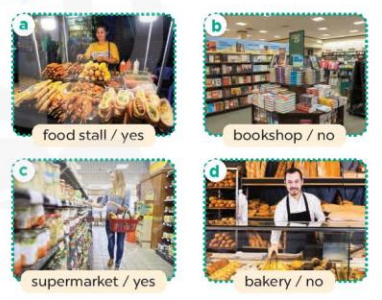 a
food stall / yes
b
bookshop / no
c
supermarket / yes
d
bakery / no